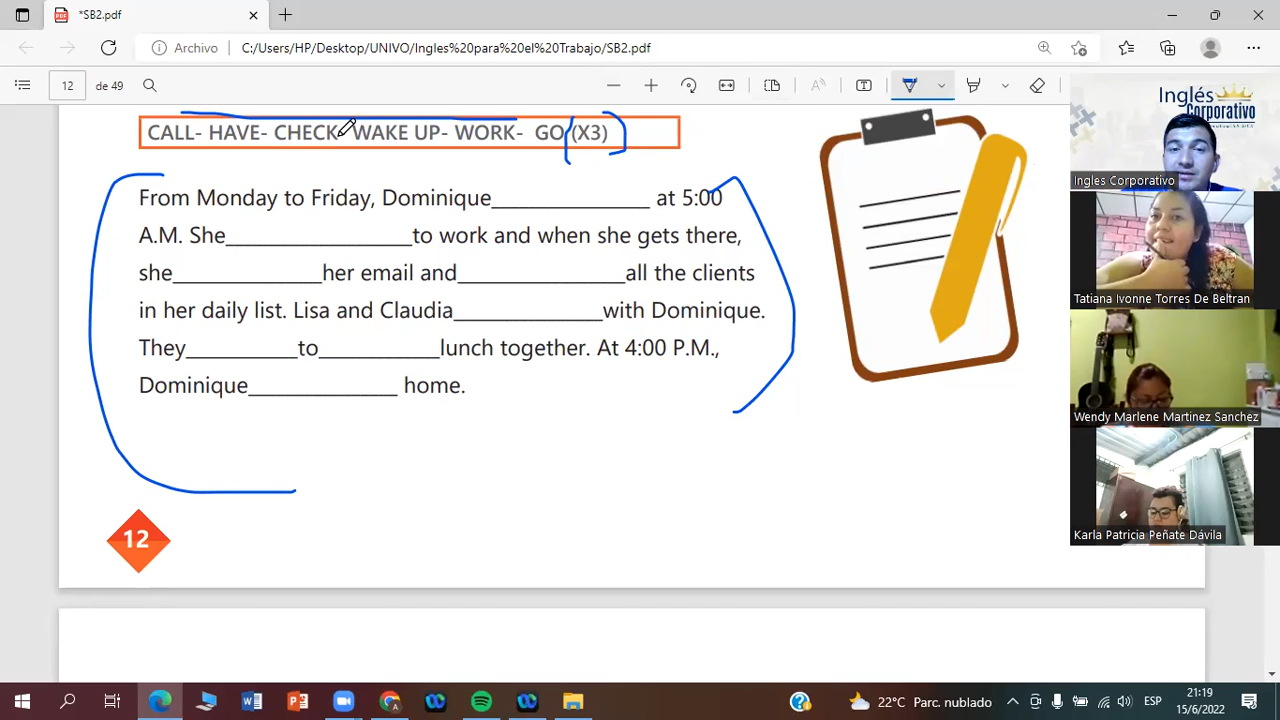 *SB2.pdf
12 de 49
Archivo C:/Users/HP/Desktop/UNIVO/Ingles%20para%20el%20Trabajo/SB2.pdf
CALL- HAVE- CHECK- WAKE UP- WORK- GO (X3)
From Monday to Friday, Dominique_______________ at 5:00
A.M. She_________________to work and when she gets there,
she______________her email and________________all the clients
in her daily list. Lisa and Claudia______________with Dominique.
They__________to___________lunch together. At 4:00 P.M.,
Dominique______________ home.
12
Inglés
Corporativo
Ingles Corporativo
Tatiana Ivonne Torres De Beltran
Wendy Marlene Martinez Sanchez
Karla Patricia Peñate Dávila
22°C Parc. nublado
ESP
21:19
15/6/2022